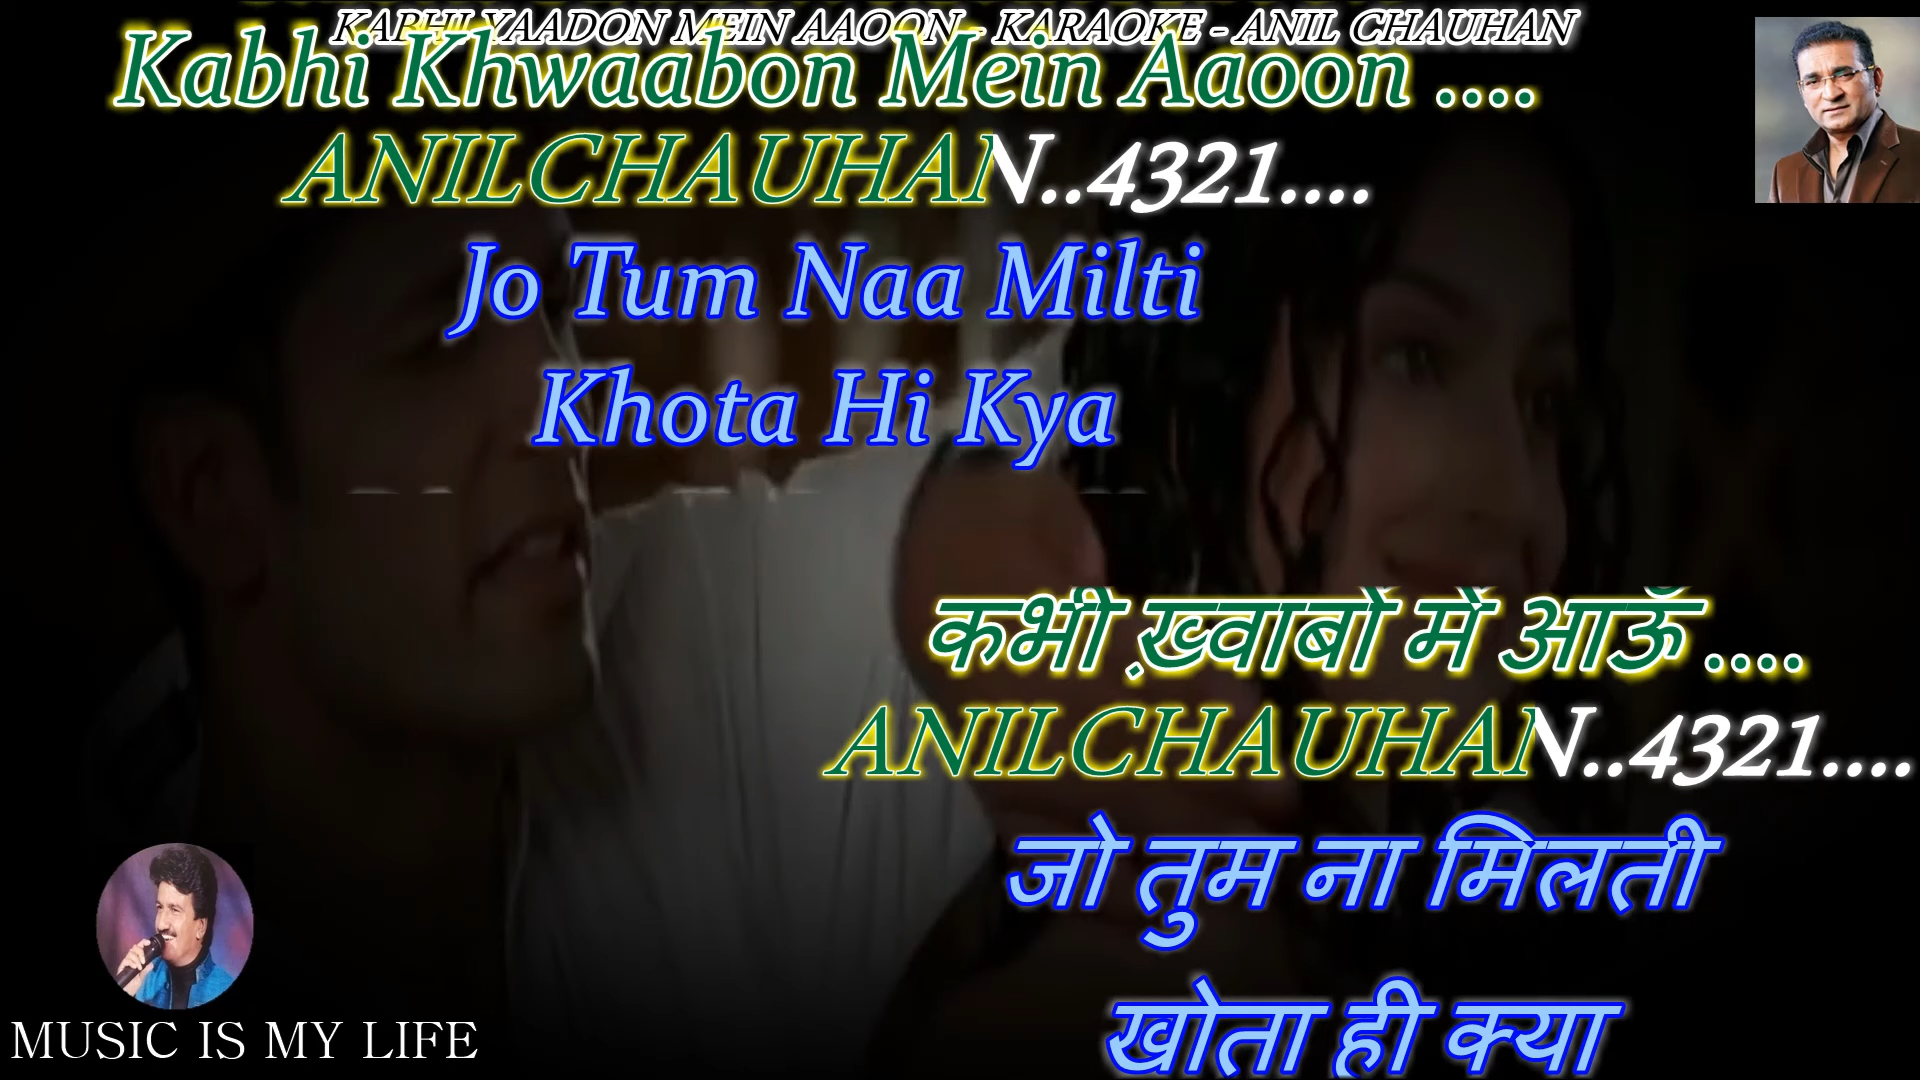 KABHI YAADON MEIN AAOON - KARAOKE - ANIL CHAUHAN
Kabhi Khwaabon Mein Aaoon ....
ANILCHAUHAN..4321....
Jo Tum Naa Milti
Khota Hi Kya
कभी ख़्वाबों में आऊँ ....
ANILCHAUHAN..4321....
जो तुम ना मिलती
खोता ही क्या
MUSIC IS MY LIFE